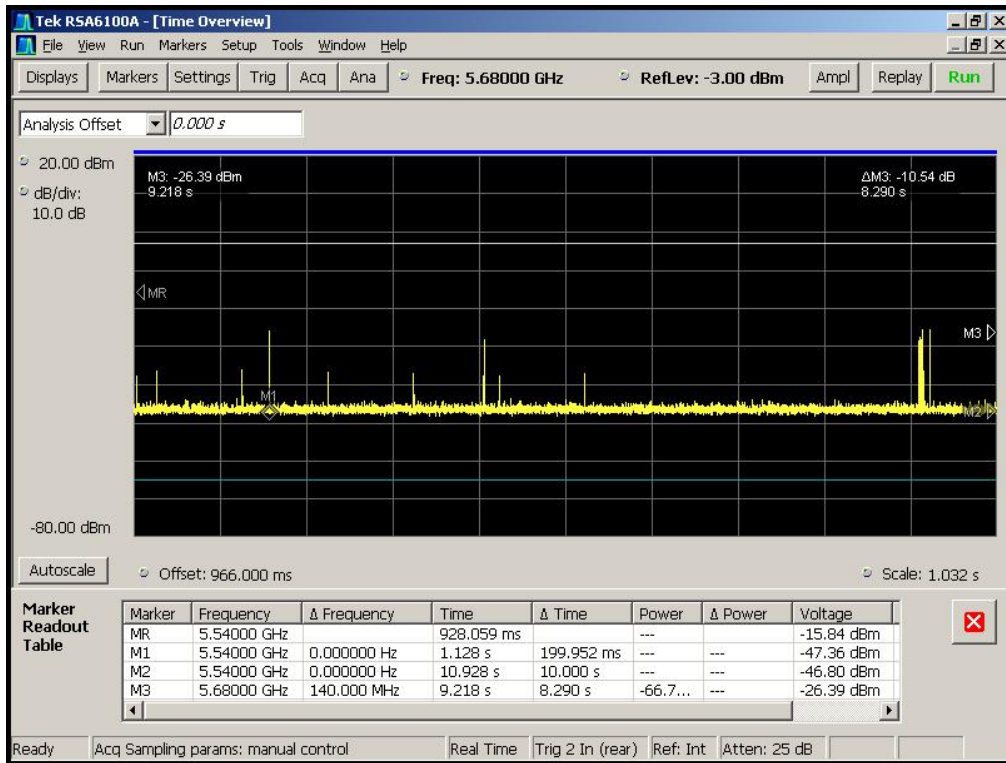 Tek RSA6100A - [Time Overview]
File View Run Markers Setup Tools Window Help
Displays Markers Settings Trig Acq Ana Freq: 5.68000 GHz RefLev: -3.00 dBm Ampl Replay Run
Analysis Offset 0.000 s
20.00 dBm
dB/div:
10.0 dB
M3: -26.39 dBm
9.218 s
ΔM3: -10.54 dB
8.290 s
MR
M3
M1
M2
-80.00 dBm
Autoscale Offset: 966.000 ms Scale: 1.032 s
Marker
Readout
Table
Marker Frequency Δ Frequency Time Δ Time Power Δ Power Voltage
MR 5.54000 GHz 928.059 ms --- -15.84 dBm
M1 5.54000 GHz 0.000000 Hz 1.128 s 199.952 ms --- --- -47.36 dBm
M2 5.54000 GHz 0.000000 Hz 10.928 s 10.000 s --- --- -46.80 dBm
M3 5.68000 GHz 140.000 MHz 9.218 s 8.290 s -66.7... --- -26.39 dBm
Ready Acq Sampling params: manual control Real Time Trig 2 In (rear) Ref: Int Atten: 25 dB